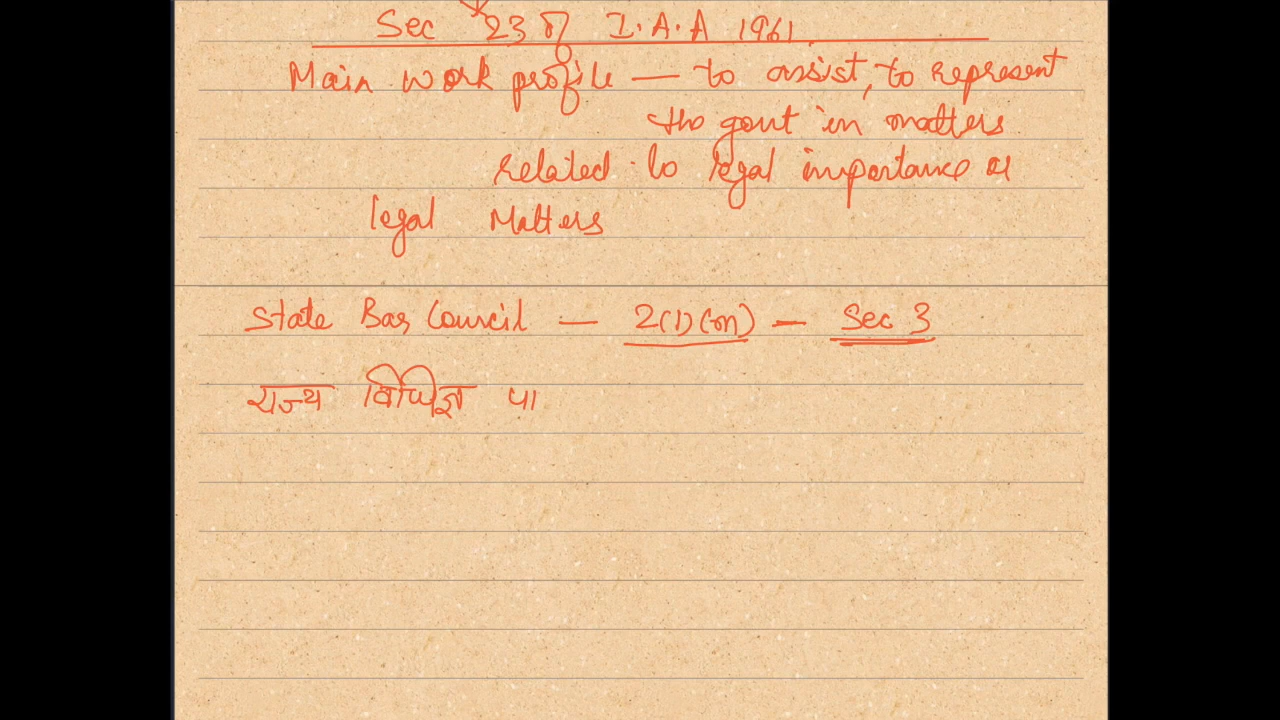 Sec 23 of I.A.A 1961
Main work profile — to assist, to represent
the govt in matters
related to legal importance or
legal Matters
State Bar Council — 2(1)(m) — Sec 3
राज्य विधिज्ञ पा